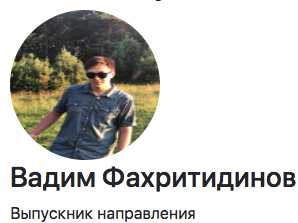 Вадим Фахритидинов
Выпускник направления